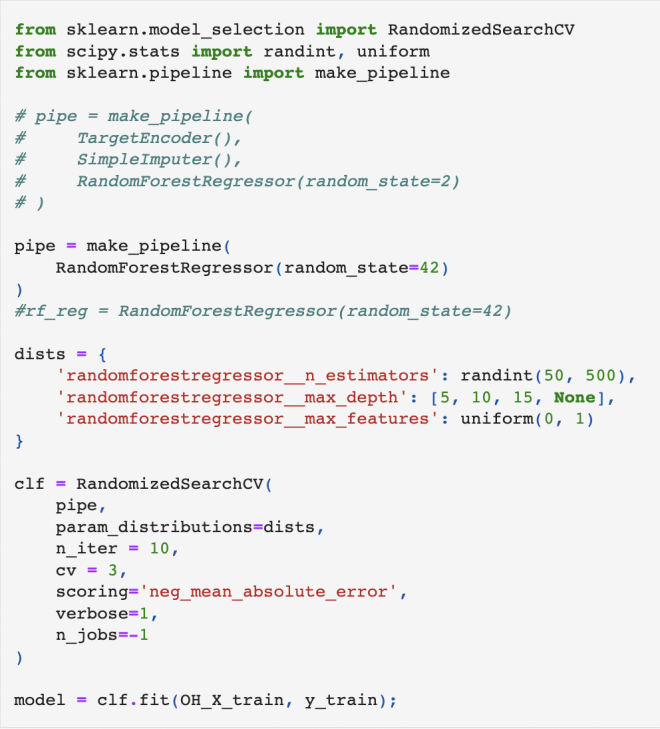 from sklearn.model_selection import RandomizedSearchCV
from scipy.stats import randint, uniform
from sklearn.pipeline import make_pipeline

# pipe = make_pipeline(
#     TargetEncoder(),
#     SimpleImputer(),
#     RandomForestRegressor(random_state=2)
# )

pipe = make_pipeline(
    RandomForestRegressor(random_state=42)
)
#rf_reg = RandomForestRegressor(random_state=42)

dists = {
    'randomforestregressor__n_estimators': randint(50, 500),
    'randomforestregressor__max_depth': [5, 10, 15, None],
    'randomforestregressor__max_features': uniform(0, 1)
}

clf = RandomizedSearchCV(
    pipe,
    param_distributions=dists,
    n_iter = 10,
    cv = 3,
    scoring='neg_mean_absolute_error',
    verbose=1,
    n_jobs=-1
)

model = clf.fit(OH_X_train, y_train);